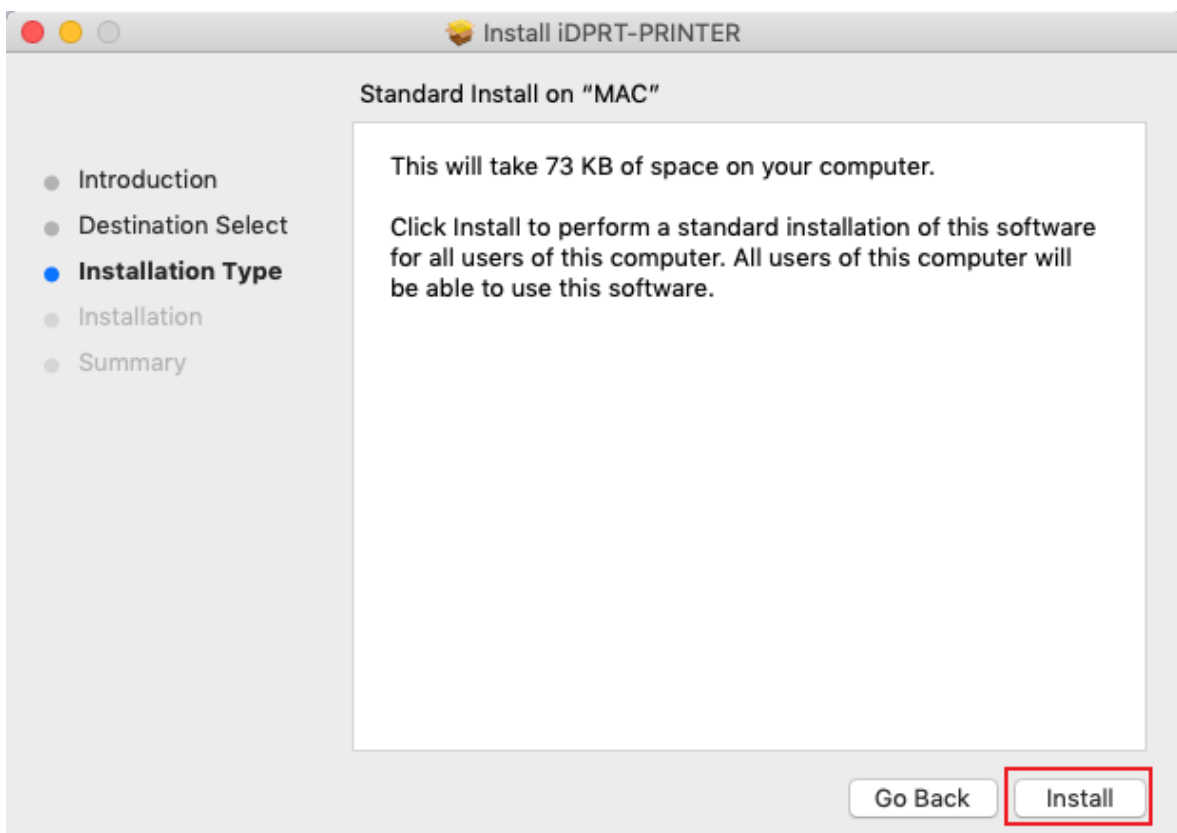 Install iDPRT-PRINTER
Standard Install on “MAC”
Introduction
Destination Select
Installation Type
Installation
Summary
This will take 73 KB of space on your computer.
Click Install to perform a standard installation of this software
for all users of this computer. All users of this computer will
be able to use this software.
Go Back
Install